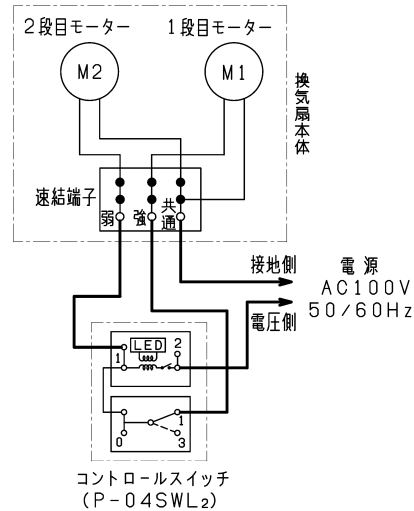 2段目モーター
1段目モーター
M2
M1
換気扇本体
速結端子
弱
強
共通
接地側
電源
AC100V
50/60Hz
電圧側
LED
2
1
1
0
3
コントロールスイッチ
(P-04SWL2)